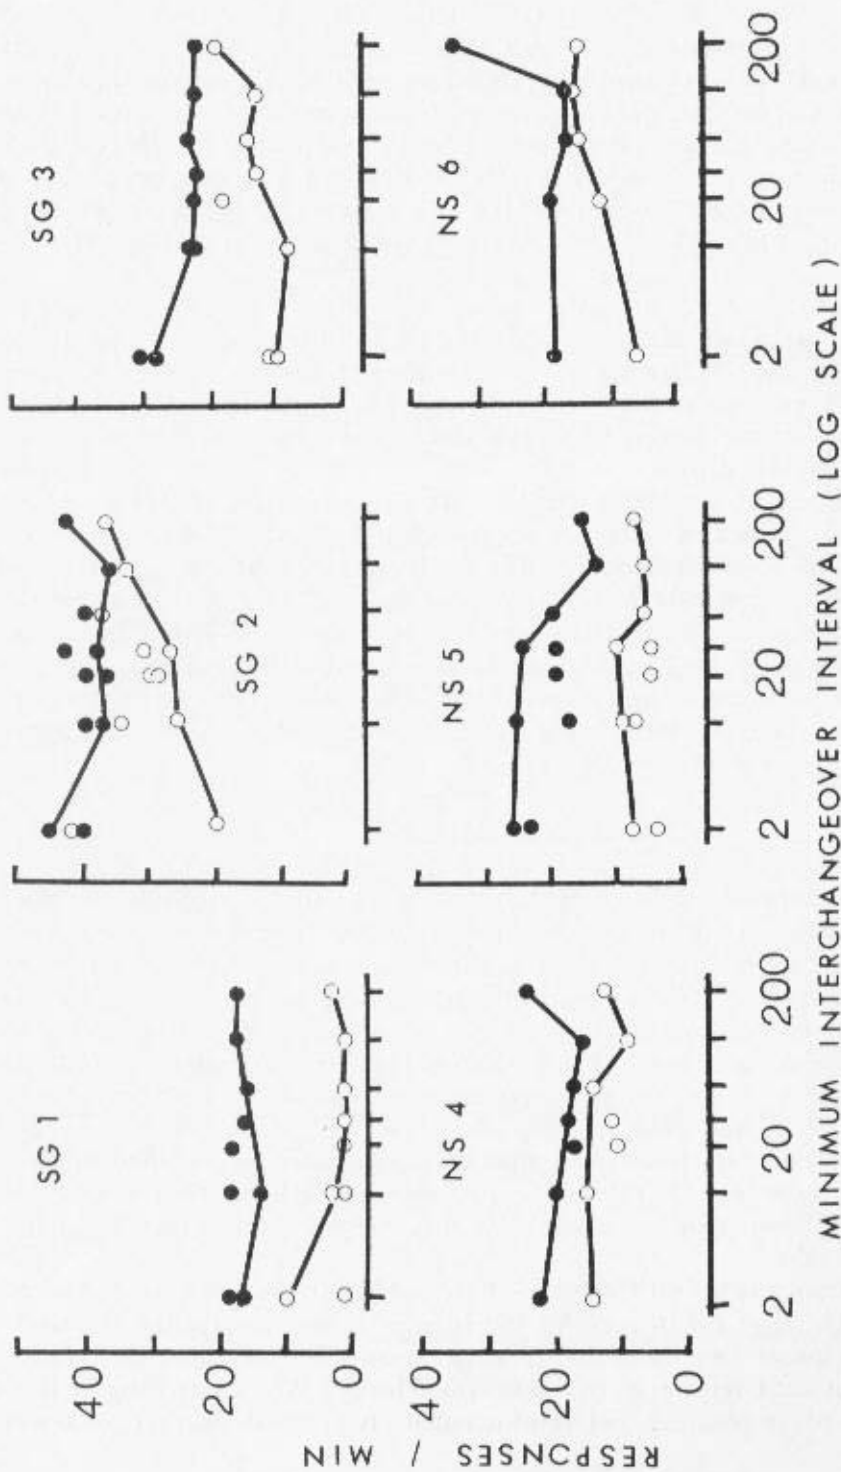 SG 1
SG 2
SG 3
40
20
0
NS 4
NS 5
NS 6
40
20
0
2
20
200
2
20
200
2
20
200
RESPONSES / MIN
MINIMUM INTERCHANGEOVER INTERVAL (LOG SCALE)